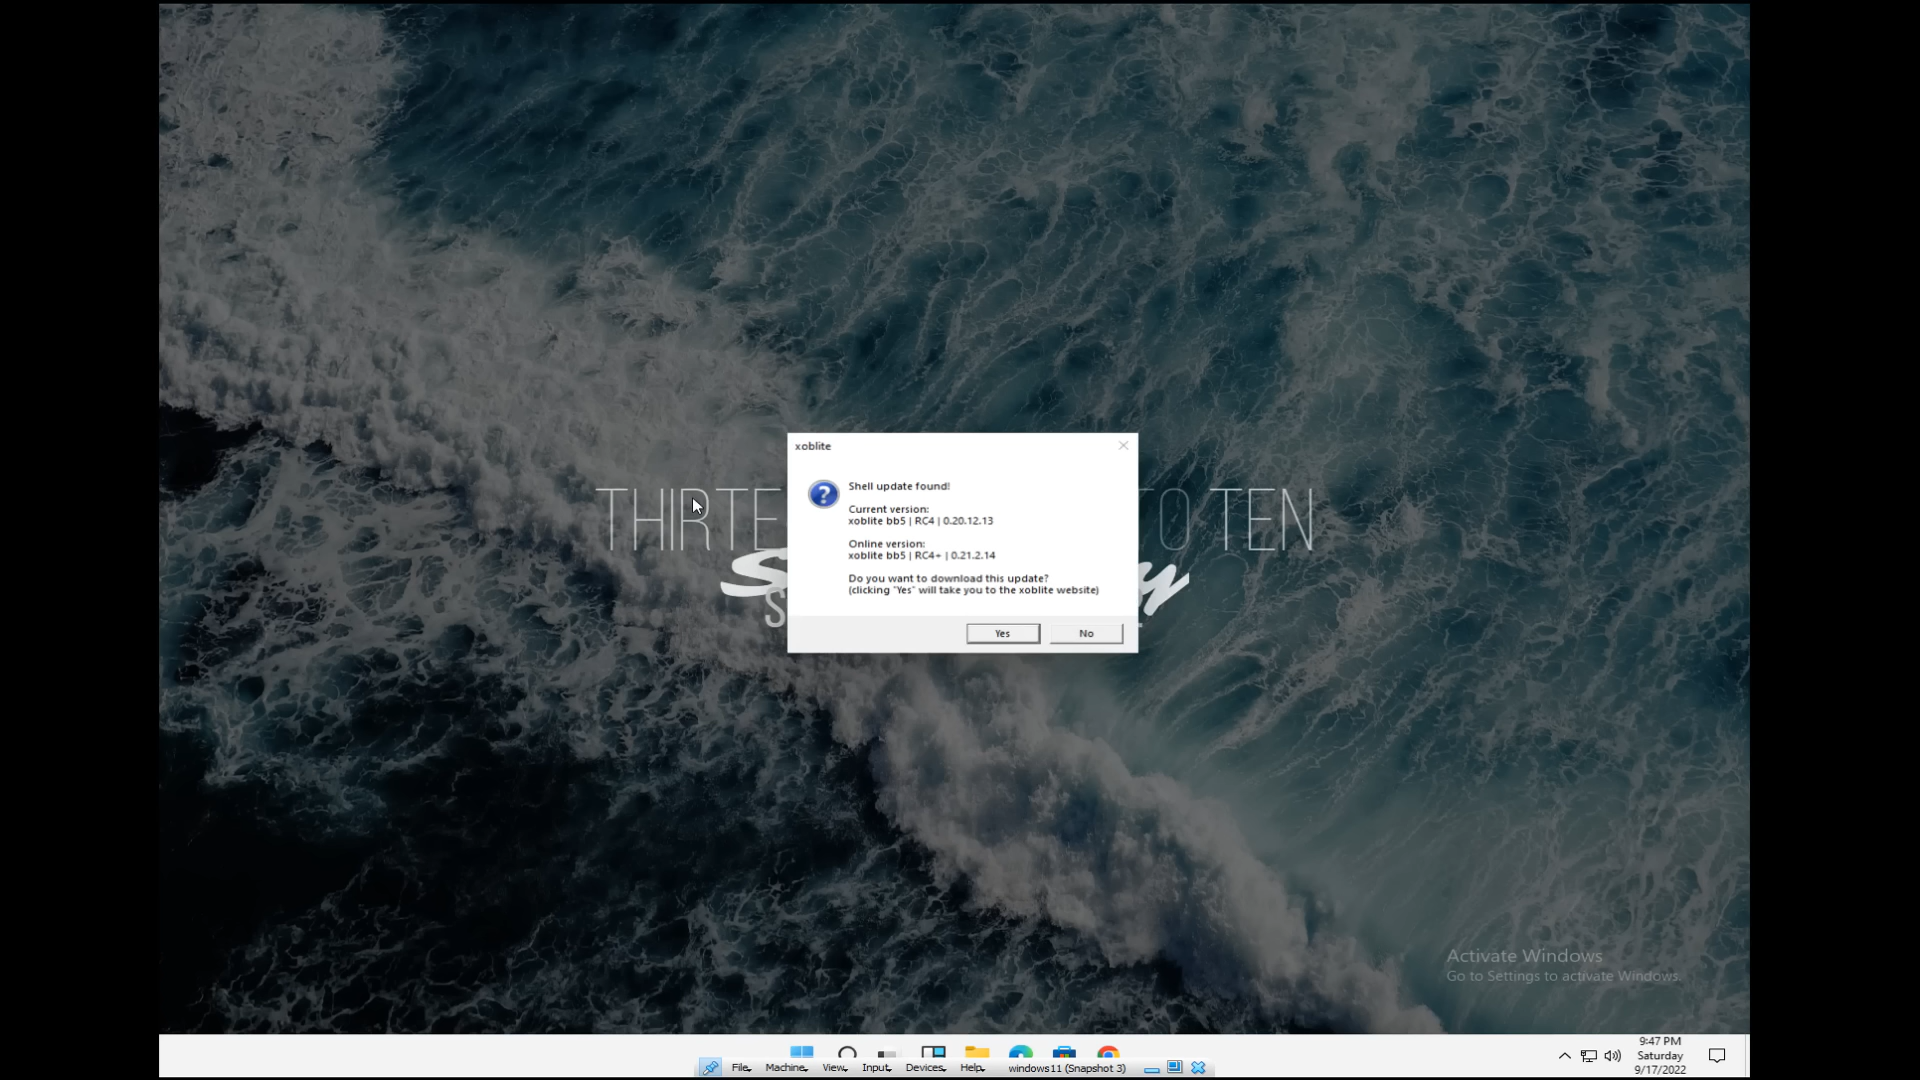 xoblite
Shell update found!
Current version:
xoblite bb5 | RC4 | 0.20.12.13
Online version:
xoblite bb5 | RC4+ | 0.21.2.14
Do you want to download this update?
(clicking "Yes" will take you to the xoblite website)
Yes No
THIRTE TO TEN
S y
S
Activate Windows
Go to Settings to activate Windows.
9:47 PM
Saturday
9/17/2022
File Machine View Input Devices Help windows11 (Snapshot 3)